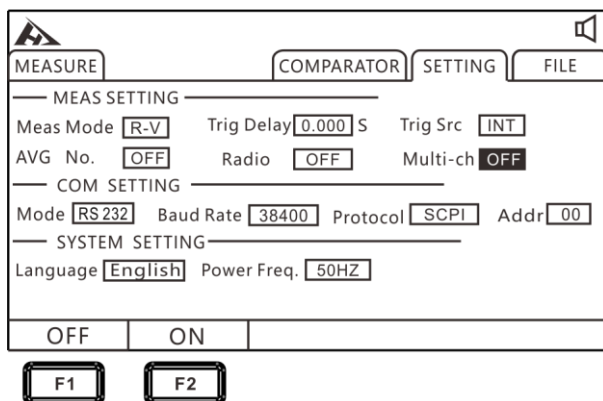 MEASURE COMPARATOR SETTING FILE
MEAS SETTING
Meas Mode R-V Trig Delay 0.000 S Trig Src INT
AVG No. OFF Radio OFF Multi-ch OFF
COM SETTING
Mode RS 232 Baud Rate 38400 Protocol SCPI Addr 00
SYSTEM SETTING
Language English Power Freq. 50HZ
OFF ON
F1 F2